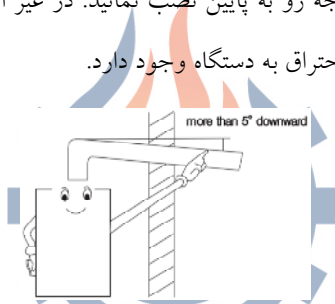 جه رو به پایین نصب نمائید. در غیر ا
حتراق به دستگاه وجود دارد.
more than 5° downward